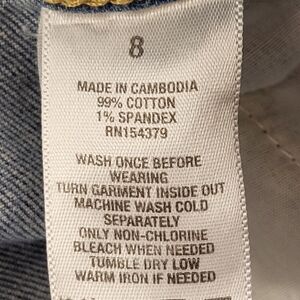 8
MADE IN CAMBODIA
99% COTTON
1% SPANDEX
RN154379
WASH ONCE BEFORE
WEARING
TURN GARMENT INSIDE OUT
MACHINE WASH COLD
SEPARATELY
ONLY NON-CHLORINE
BLEACH WHEN NEEDED
TUMBLE DRY LOW
WARM IRON IF NEEDED